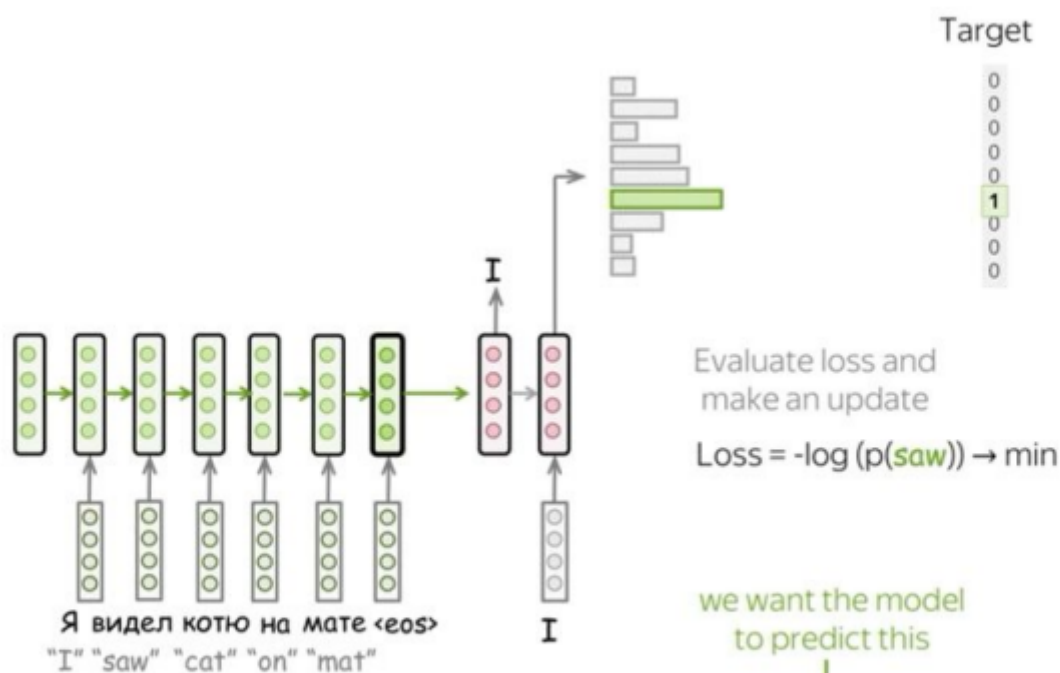 Target
0
0
0
0
0
1
0
0
0
I
Evaluate loss and
make an update
Loss = -log (p(saw)) → min
Я видел котю на мате <eos>
"I" "saw" "cat" "on" "mat"
I
we want the model
to predict this